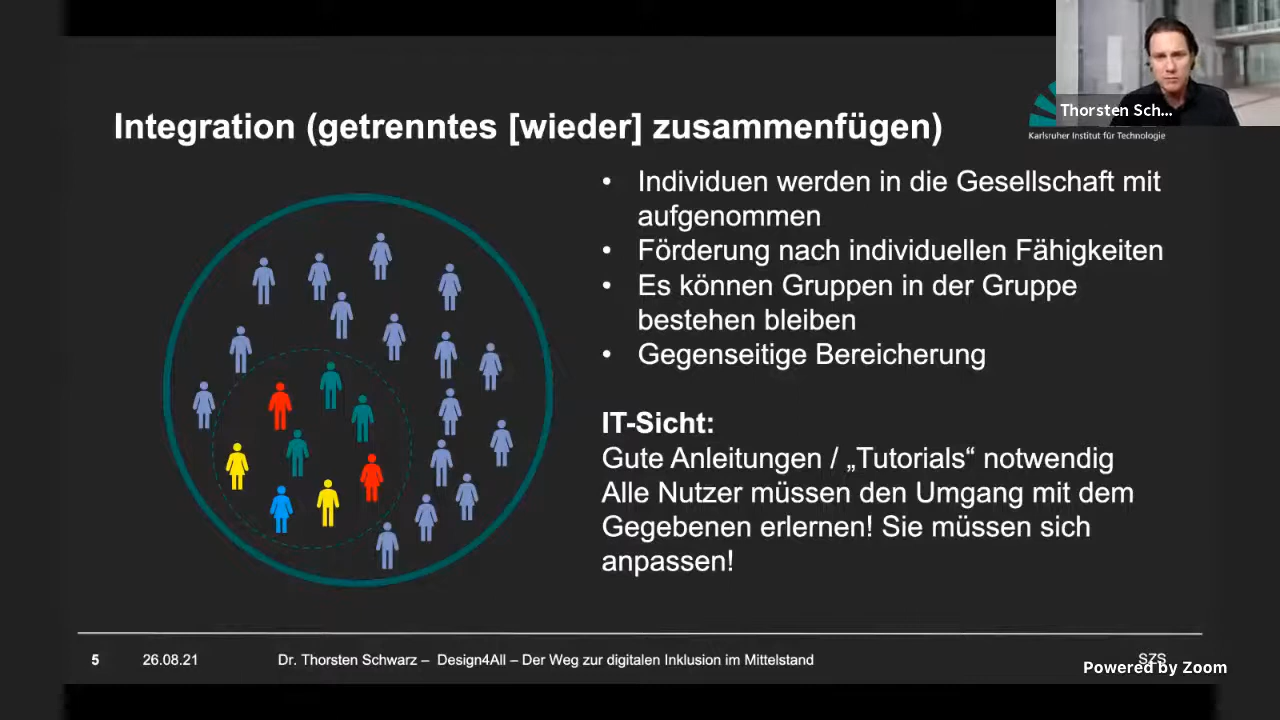 Thorsten Sch...
Karlsruher Institut für Technologie
Integration (getrenntes [wieder] zusammenfügen)
• Individuen werden in die Gesellschaft mit
aufgenommen
• Förderung nach individuellen Fähigkeiten
• Es können Gruppen in der Gruppe
bestehen bleiben
• Gegenseitige Bereicherung
IT-Sicht:
Gute Anleitungen / „Tutorials“ notwendig
Alle Nutzer müssen den Umgang mit dem
Gegebenen erlernen! Sie müssen sich
anpassen!
5 26.08.21 Dr. Thorsten Schwarz – Design4All – Der Weg zur digitalen Inklusion im Mittelstand SZS
Powered by Zoom